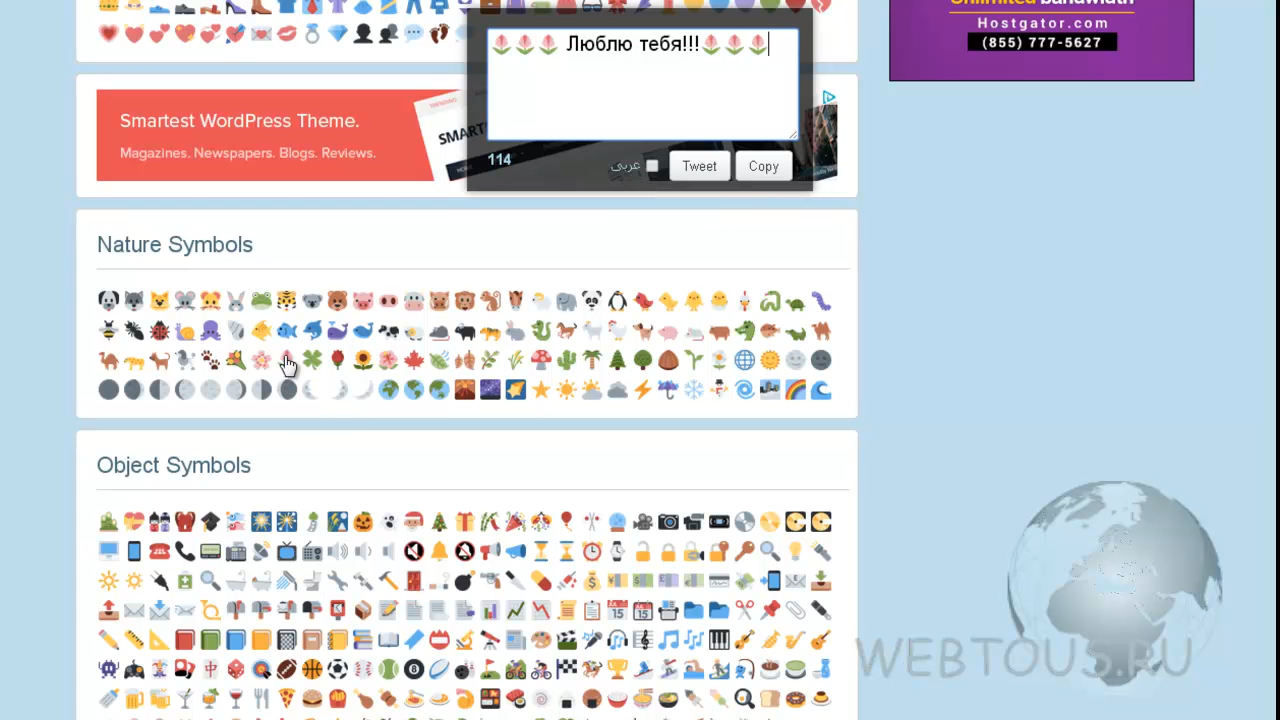 Unlimited bandwidth
Hostgator.com
(855) 777-5627
🌷🌷🌷 Люблю тебя!!!🌷🌷🌷
Smartest WordPress Theme.
Magazines. Newspapers. Blogs. Reviews.
114
عربي
Tweet
Copy
Nature Symbols
Object Symbols
WEBTOUS.RU